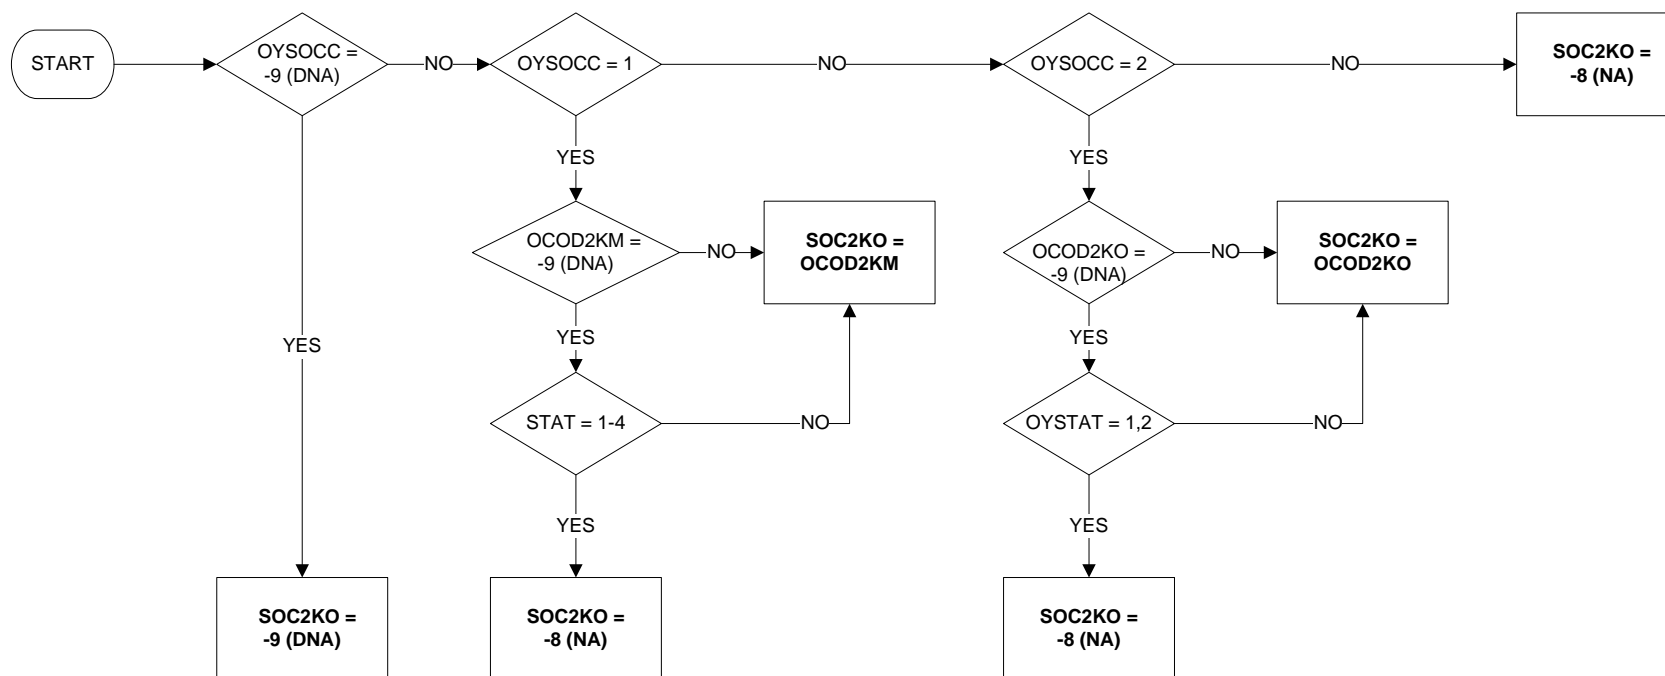 START
OYSOCC =
-9 (DNA)
NO
OYSOCC = 1
NO
OYSOCC = 2
NO
SOC2KO =
-8 (NA)
YES
YES
OCOD2KM =
-9 (DNA)
NO
SOC2KO =
OCOD2KM
OCOD2KO =
-9 (DNA)
NO
SOC2KO =
OCOD2KO
YES
YES
YES
STAT = 1-4
NO
OYSTAT = 1,2
NO
YES
YES
SOC2KO =
-9 (DNA)
SOC2KO =
-8 (NA)
SOC2KO =
-8 (NA)